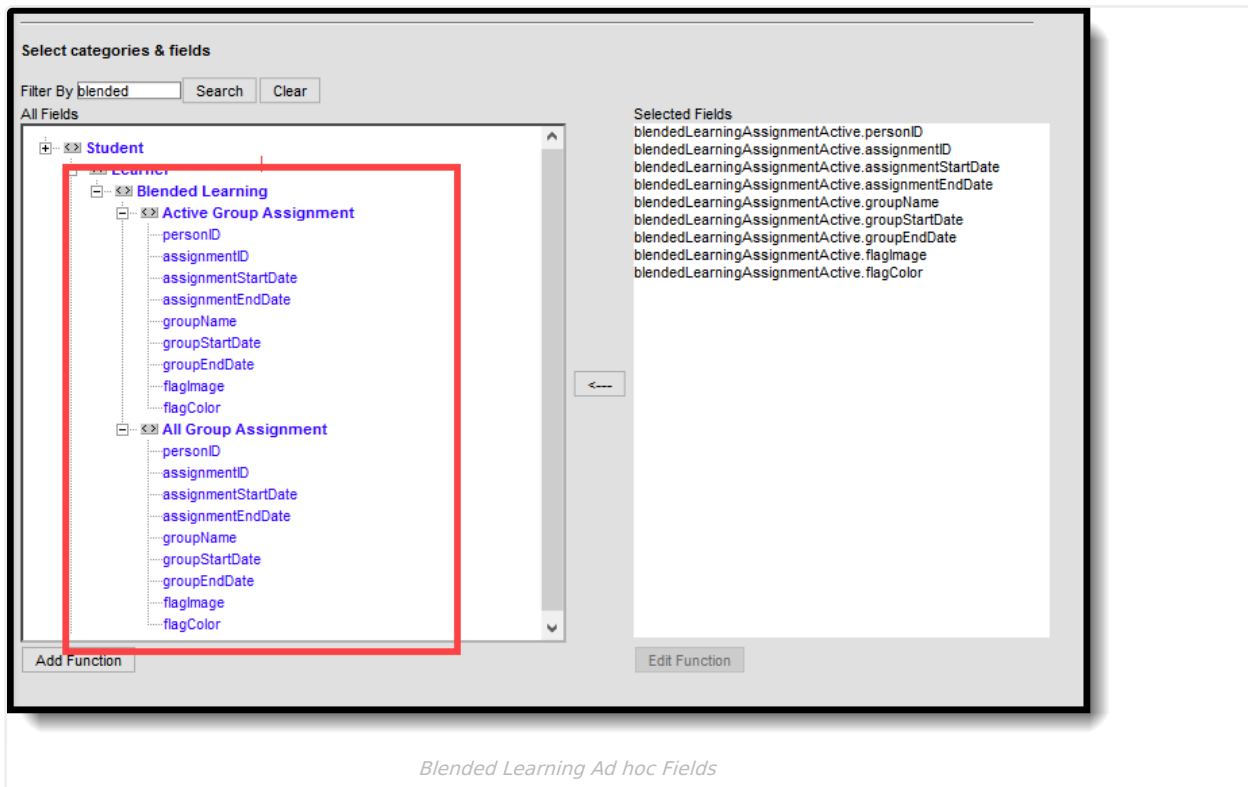 Select categories & fields
Filter By blended Search Clear
All Fields
Student
Learner
Blended Learning
Active Group Assignment
personID
assignmentID
assignmentStartDate
assignmentEndDate
groupName
groupStartDate
groupEndDate
flagImage
flagColor
All Group Assignment
personID
assignmentID
assignmentStartDate
assignmentEndDate
groupName
groupStartDate
groupEndDate
flagImage
flagColor
Add Function
<---
Selected Fields
blendedLearningAssignmentActive.personID
blendedLearningAssignmentActive.assignmentID
blendedLearningAssignmentActive.assignmentStartDate
blendedLearningAssignmentActive.assignmentEndDate
blendedLearningAssignmentActive.groupName
blendedLearningAssignmentActive.groupStartDate
blendedLearningAssignmentActive.groupEndDate
blendedLearningAssignmentActive.flagImage
blendedLearningAssignmentActive.flagColor
Edit Function
Blended Learning Ad hoc Fields